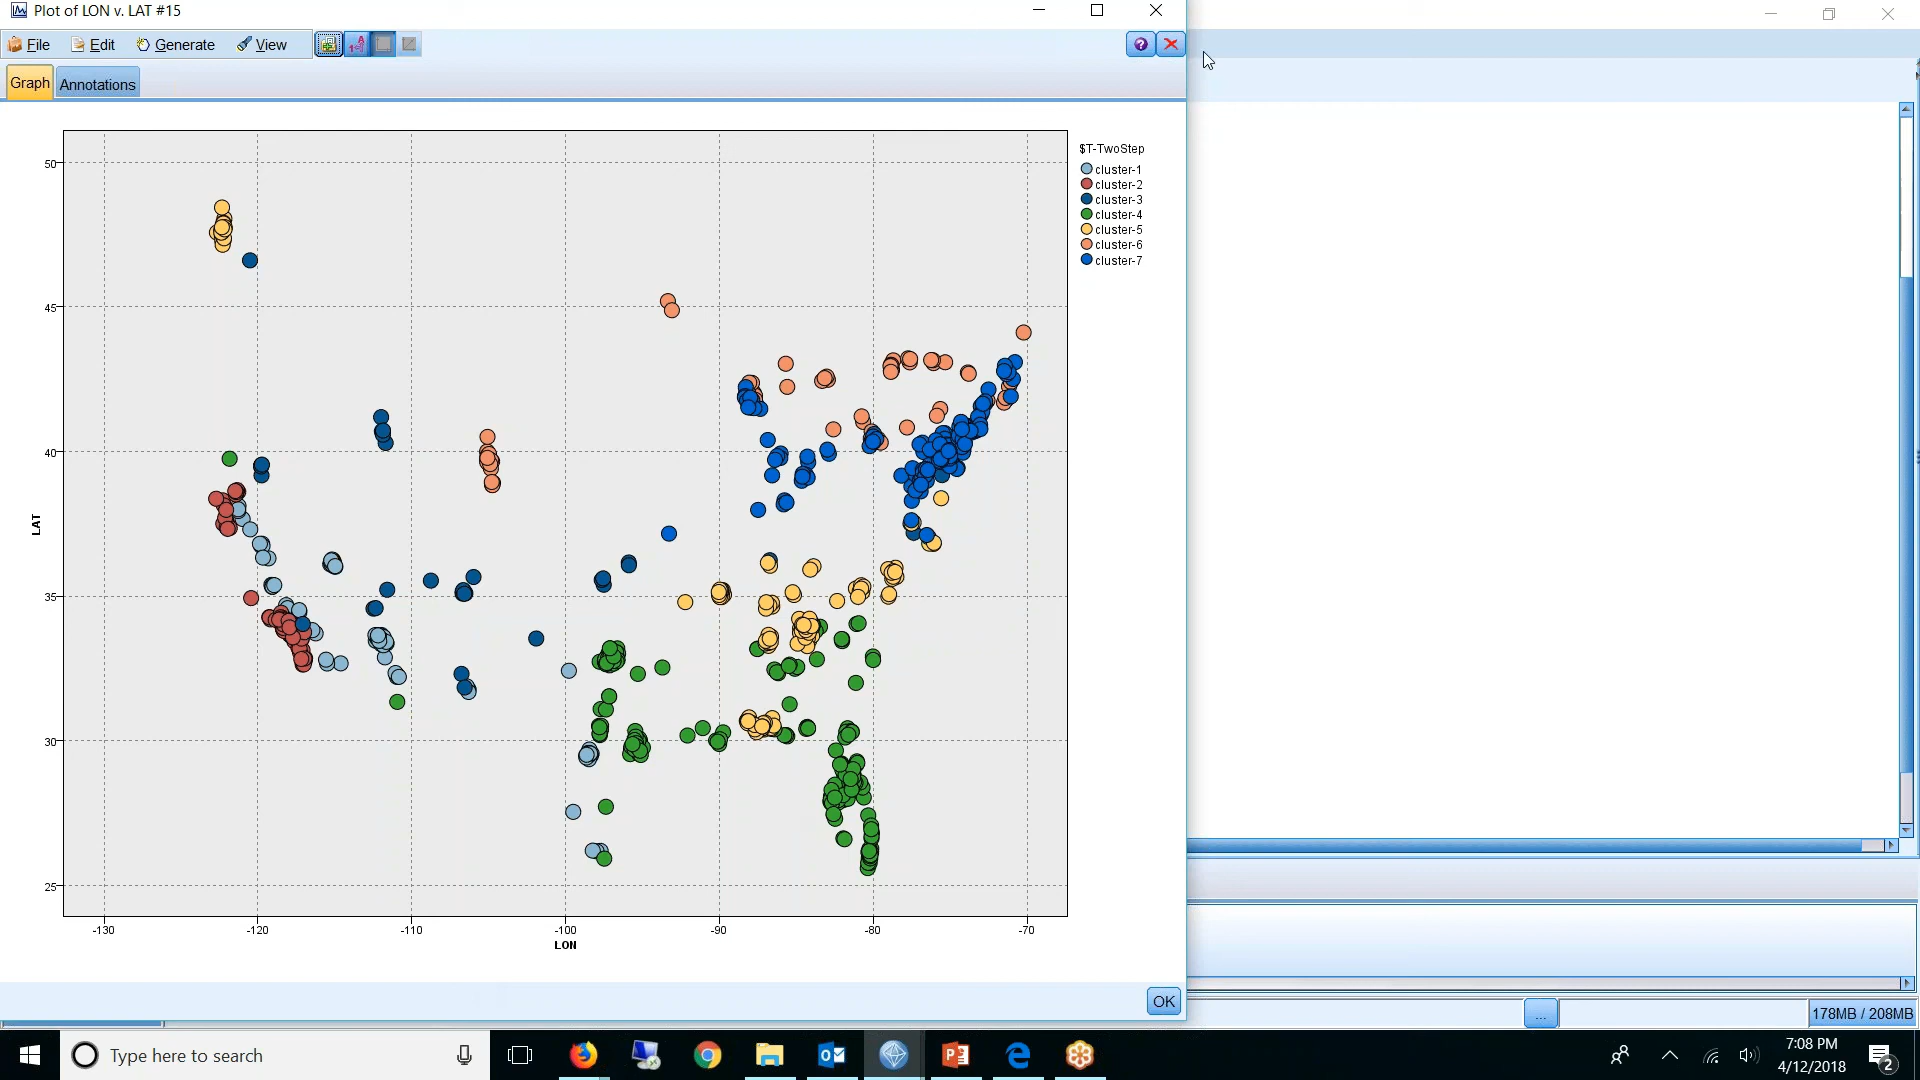 Plot of LON v. LAT #15
File Edit Generate View
Graph Annotations
$T-TwoStep
cluster-1
cluster-2
cluster-3
cluster-4
cluster-5
cluster-6
cluster-7
50
45
40
35
30
25
LAT
-130 -120 -110 -100 -90 -80 -70
LON
OK
...
178MB / 208MB
Type here to search
7:08 PM
4/12/2018
2